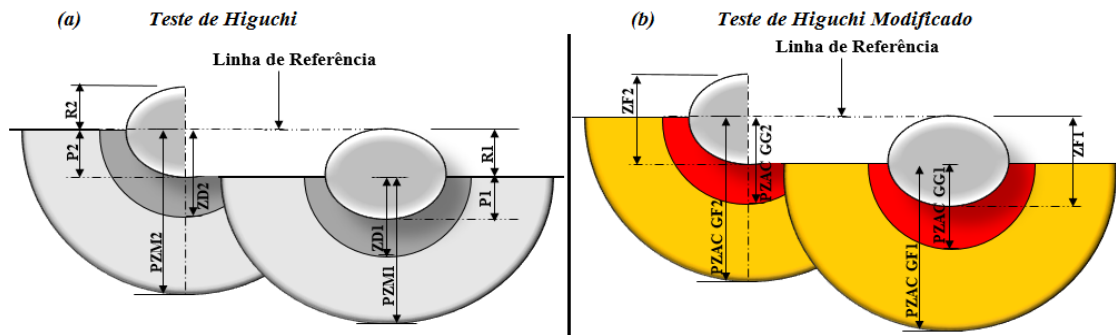 (a) Teste de Higuchi
Linha de Referência
R2
P2
ZD2
PZM2
R1
P1
ZD1
PZM1
(b) Teste de Higuchi Modificado
Linha de Referência
ZF2
PZAC GG2
PZAC GF2
ZF1
PZAC GG1
PZAC GF1